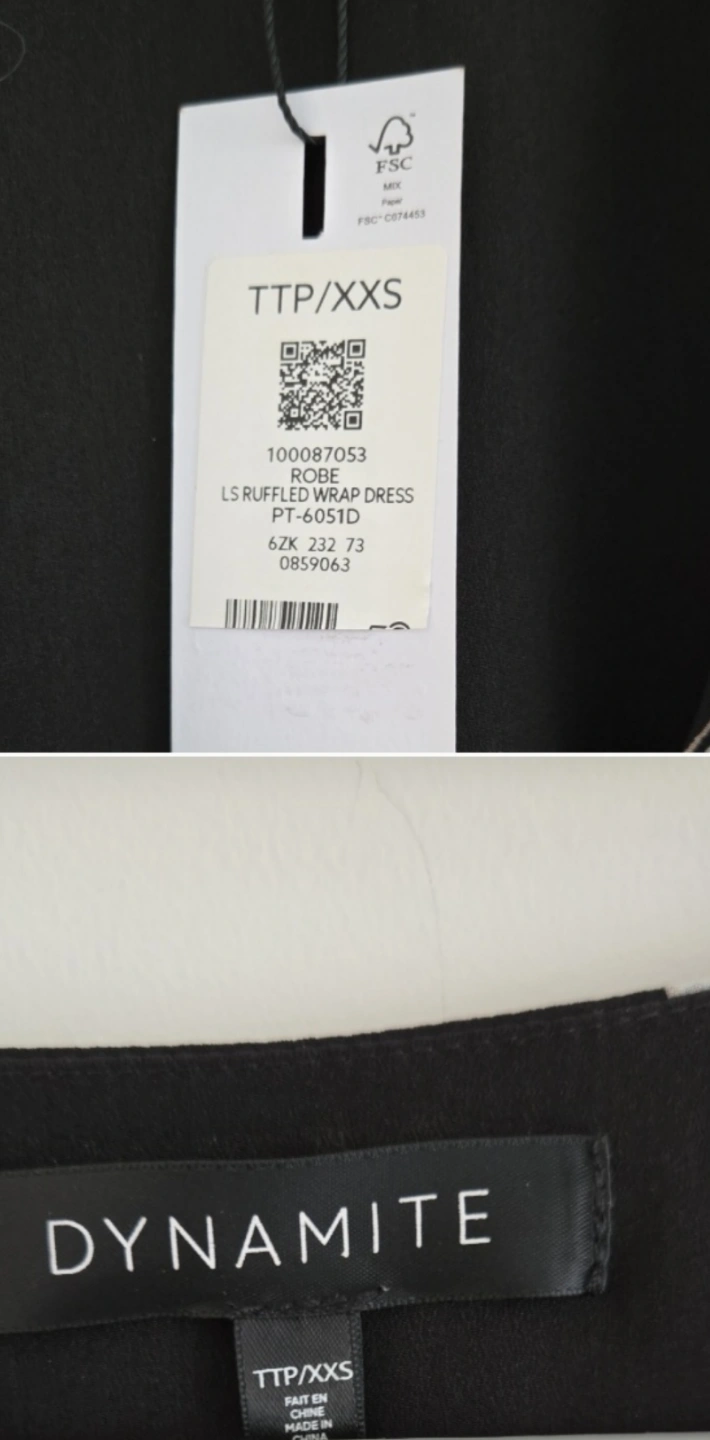 FSC
MIX
Paper
FSC™ C074453
TTP/XXS
100087053
ROBE
LS RUFFLED WRAP DRESS
PT-6051D
6ZK 232 73
0859063
DYNAMITE
TTP/XXS
FAIT EN
CHINE
MADE IN
CHINA